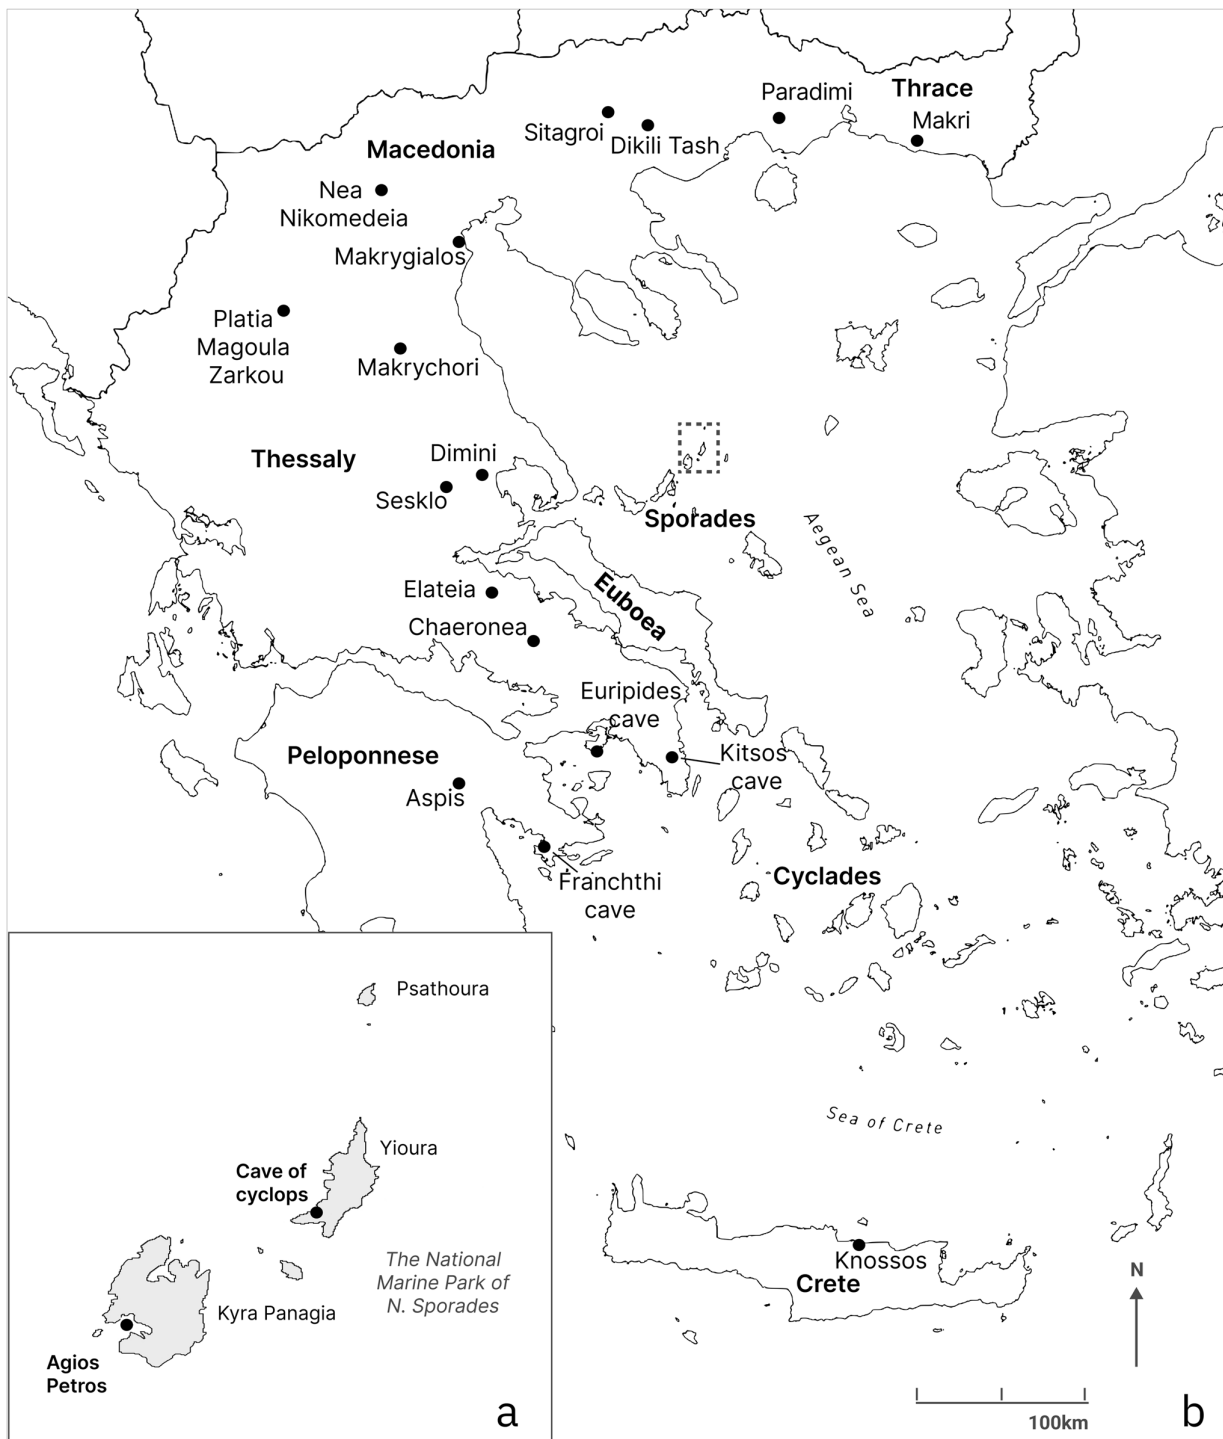 Thrace
Paradimi
Makri
Sitagroi
Dikili Tash
Macedonia
Nea
Nikomedeia
Makrygialos
Platia
Magoula
Zarkou
Makrychori
Thessaly
Dimini
Sesklo
Sporades
Aegean Sea
Elateia
Euboea
Chaeronea
Euripides
cave
Peloponnese
Kitsos
cave
Aspis
Franchthi
cave
Cyclades
Psathoura
Sea of Crete
Yioura
Cave of
cyclops
Knossos
Crete
The National
Marine Park of
N. Sporades
Kyra Panagia
Agios
Petros
N
100km
a
b